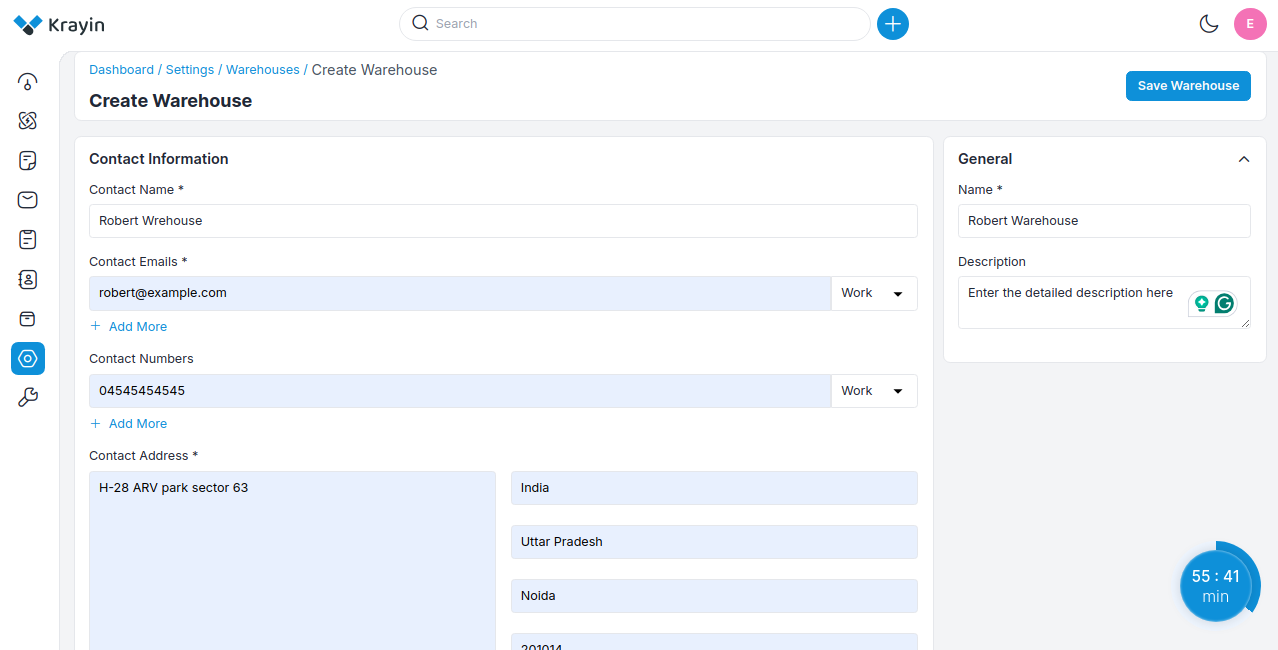 Krayin
Search
E
Dashboard / Settings / Warehouses / Create Warehouse
Create Warehouse
Save Warehouse
Contact Information
Contact Name *
Robert Wrehouse
Contact Emails *
robert@example.com
Work
+ Add More
Contact Numbers
04545454545
Work
+ Add More
Contact Address *
H-28 ARV park sector 63
India
Uttar Pradesh
Noida
201014
General
Name *
Robert Warehouse
Description
Enter the detailed description here
55 : 41
min